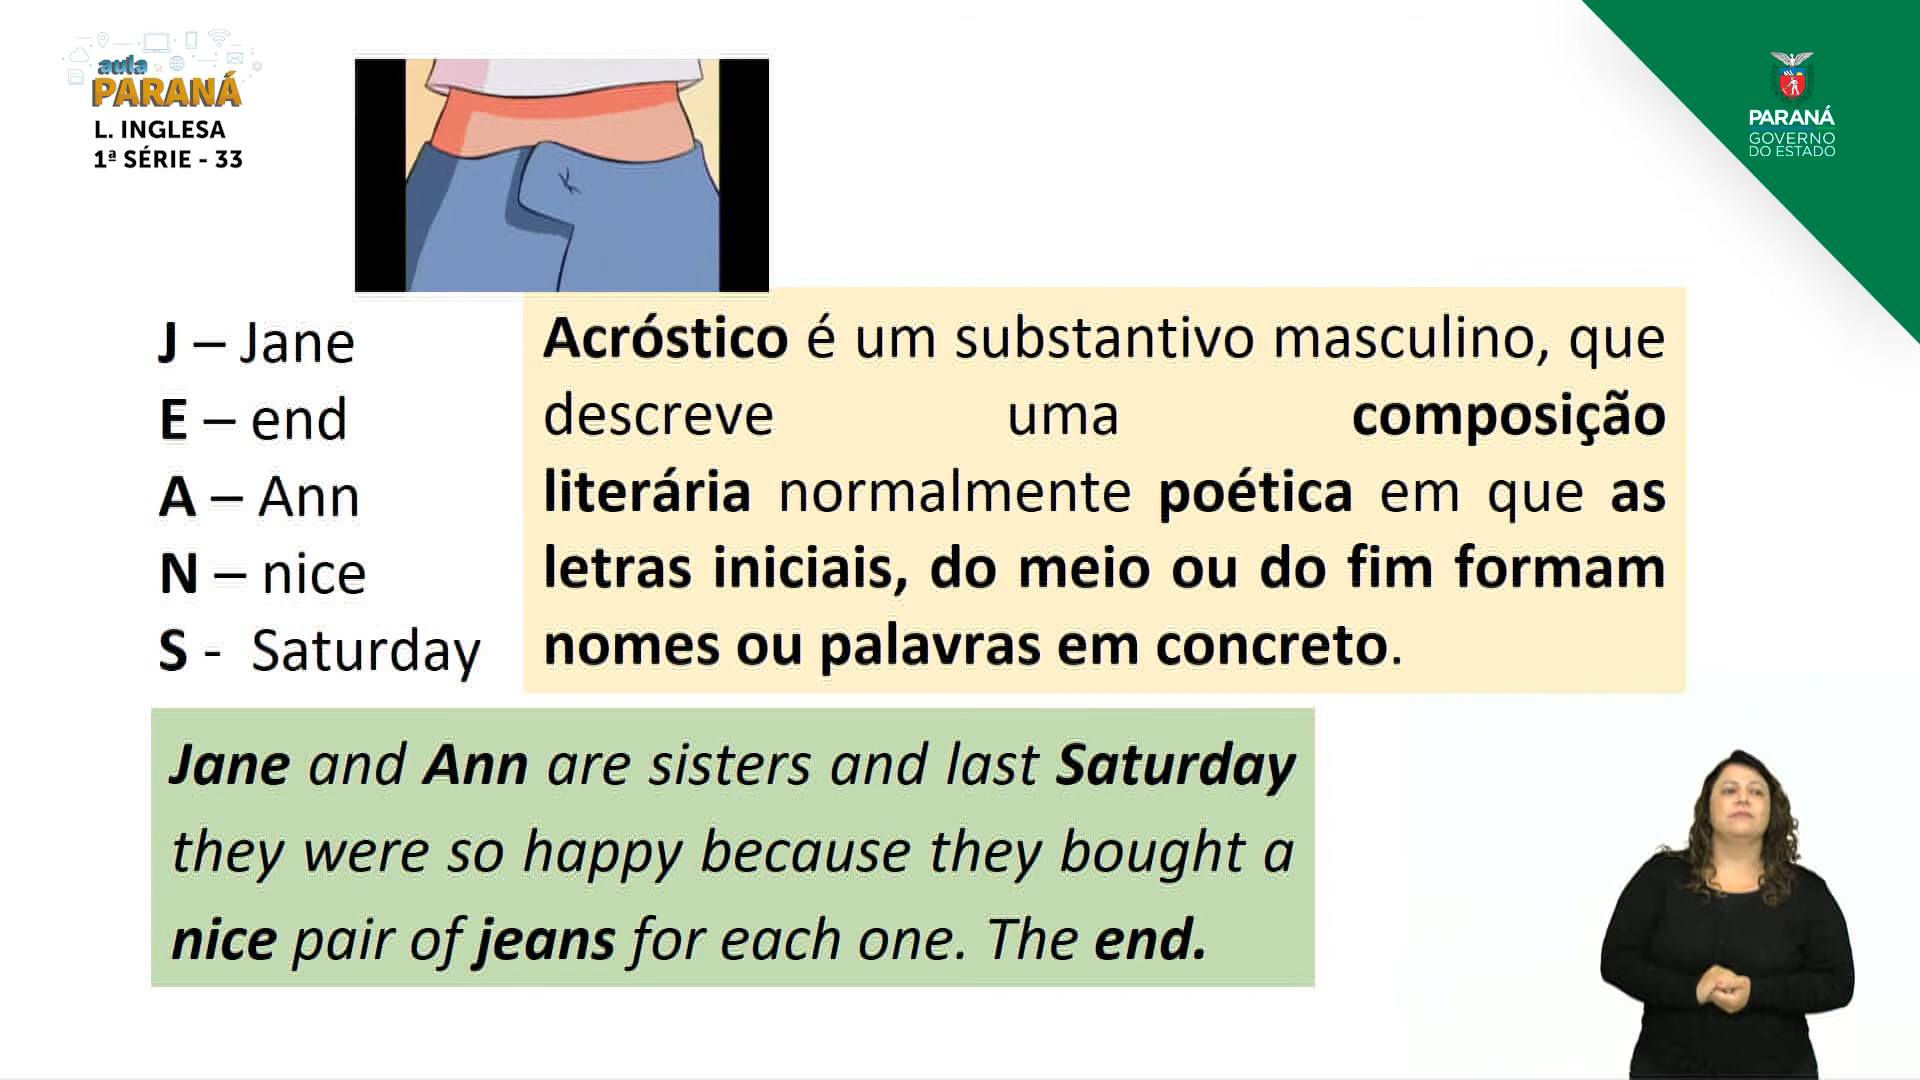 aula
PARANÁ
L. INGLESA
1ª SÉRIE - 33
PARANÁ
GOVERNO
DO ESTADO
J – Jane
E – end
A – Ann
N – nice
S - Saturday
Acróstico é um substantivo masculino, que
descreve uma composição
literária normalmente poética em que as
letras iniciais, do meio ou do fim formam
nomes ou palavras em concreto.
Jane and Ann are sisters and last Saturday
they were so happy because they bought a
nice pair of jeans for each one. The end.